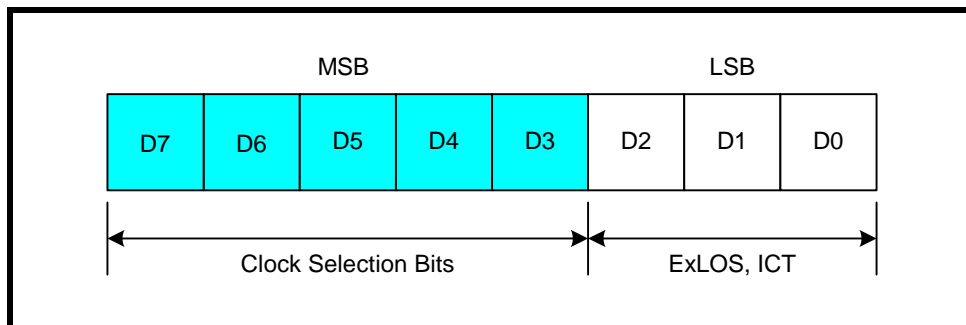 MSB LSB
D7 D6 D5 D4 D3 D2 D1 D0
Clock Selection Bits ExLOS, ICT